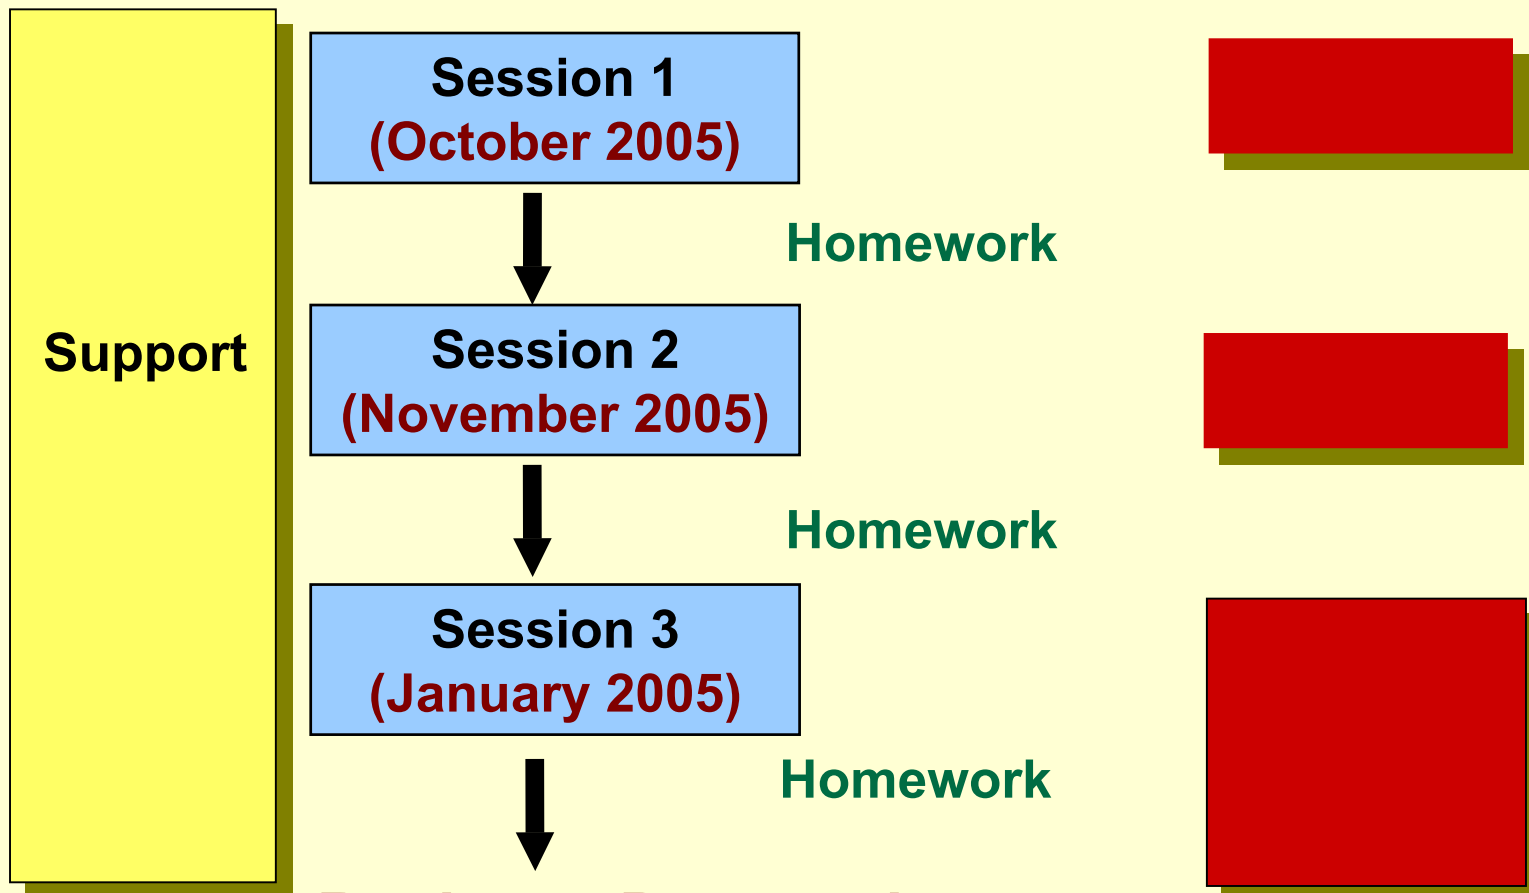 Session 1
(October 2005)
Homework
Support
Session 2
(November 2005)
Homework
Session 3
(January 2005)
Homework